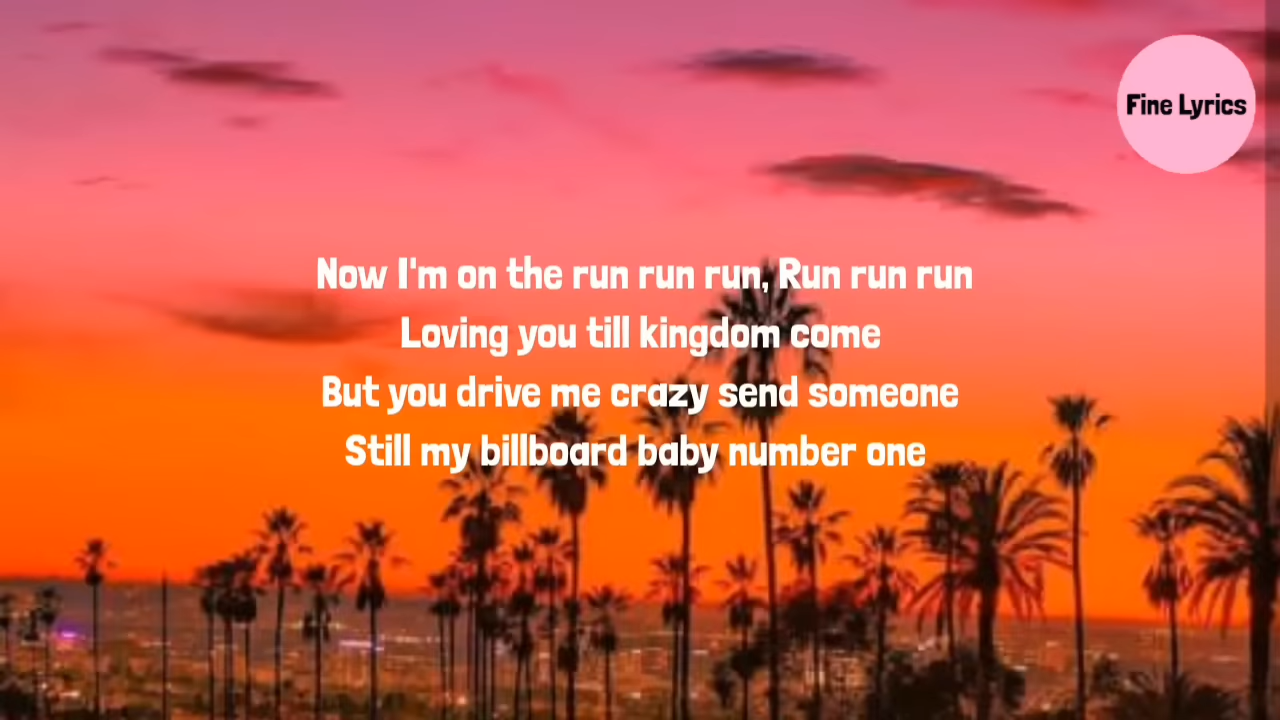 Fine Lyrics
Now I'm on the run run run, Run run run
Loving you till kingdom come
But you drive me crazy send someone
Still my billboard baby number one